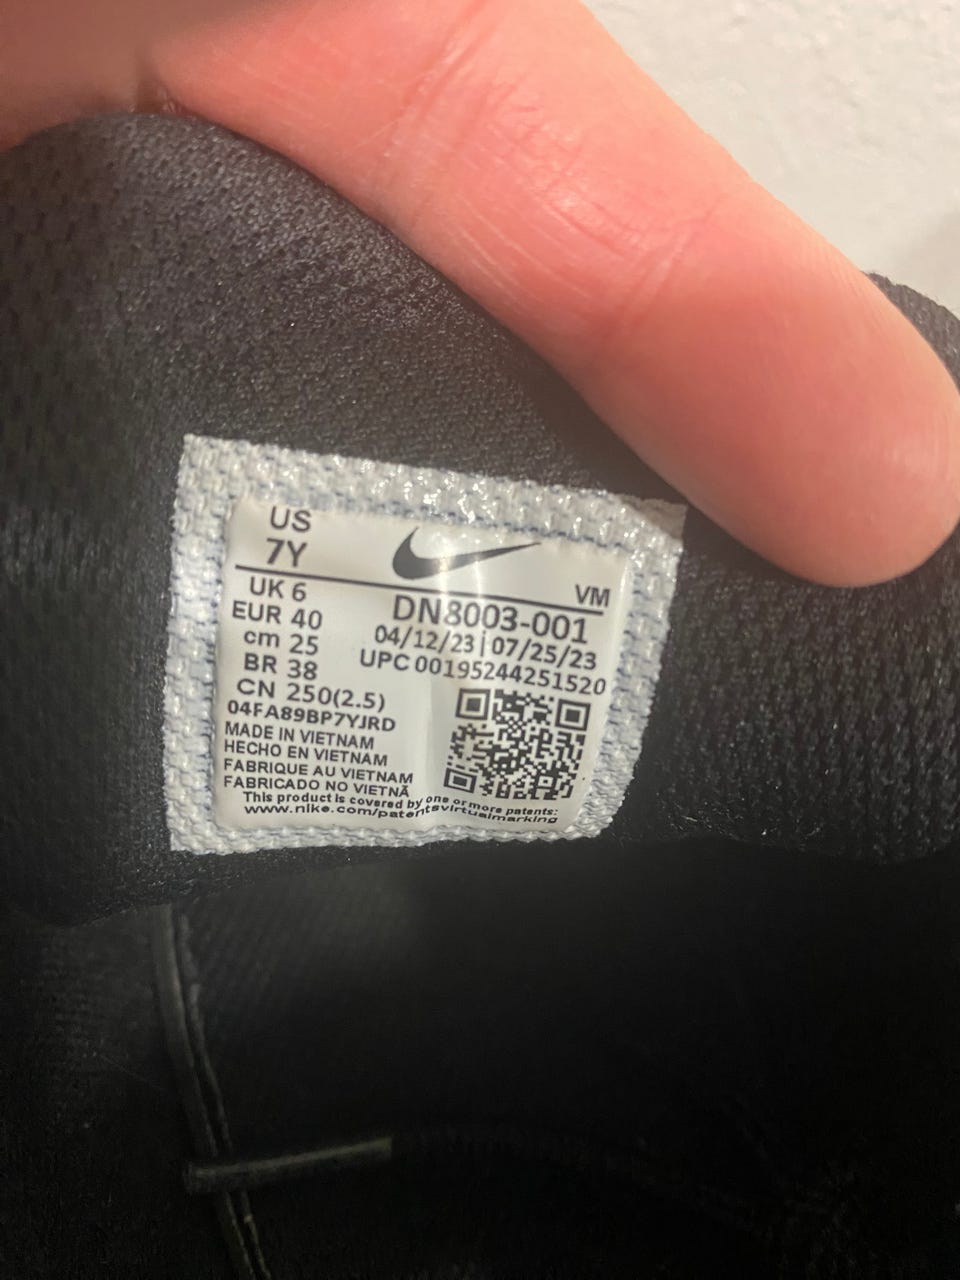 US
7Y
VM
UK 6
EUR 40
cm 25
BR 38
CN 250(2.5)
DN8003-001
04/12/23|07/25/23
UPC 00195244251520
04FA89BP7YJRD
MADE IN VIETNAM
HECHO EN VIETNAM
FABRIQUE AU VIETNAM
FABRICADO NO VIETNÃ
This product is covered by one or more patents:
www.nike.com/patentsvirtualmarking